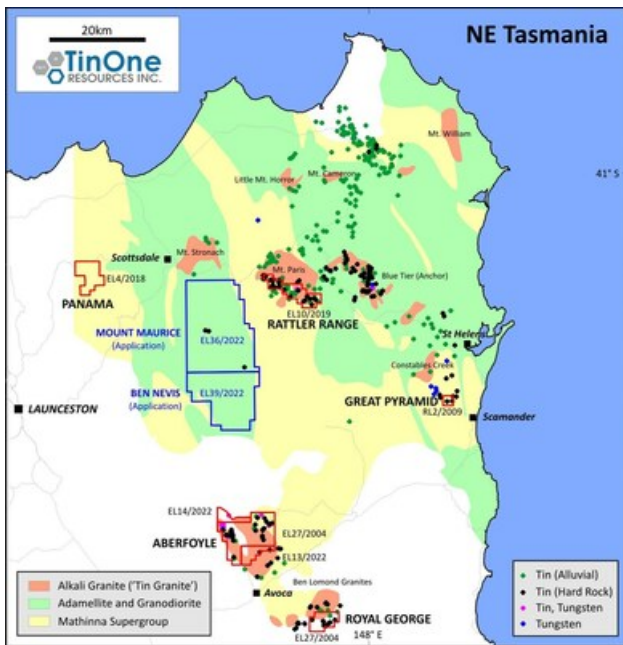 20km
TinOne
RESOURCES INC.
NE Tasmania
Mt. William
41° S
Little Mt. Horror
Mt. Cameron
Scottsdale
Mt. Stronach
EL4/2018
PANAMA
Mt. Paris
Blue Tier (Anchor)
EL10/2019
RATTLER RANGE
MOUNT MAURICE
(Application)
EL36/2022
St Helens
Constables Creek
BEN NEVIS
(Application)
EL39/2022
GREAT PYRAMID
RL2/2009
LAUNCESTON
Scamander
EL14/2022
EL27/2004
ABERFOYLE
EL13/2022
Ben Lomond Granites
Avoca
ROYAL GEORGE
EL27/2004
148° E
Alkali Granite ('Tin Granite')
Adamellite and Granodiorite
Mathinna Supergroup
Tin (Alluvial)
Tin (Hard Rock)
Tin, Tungsten
Tungsten